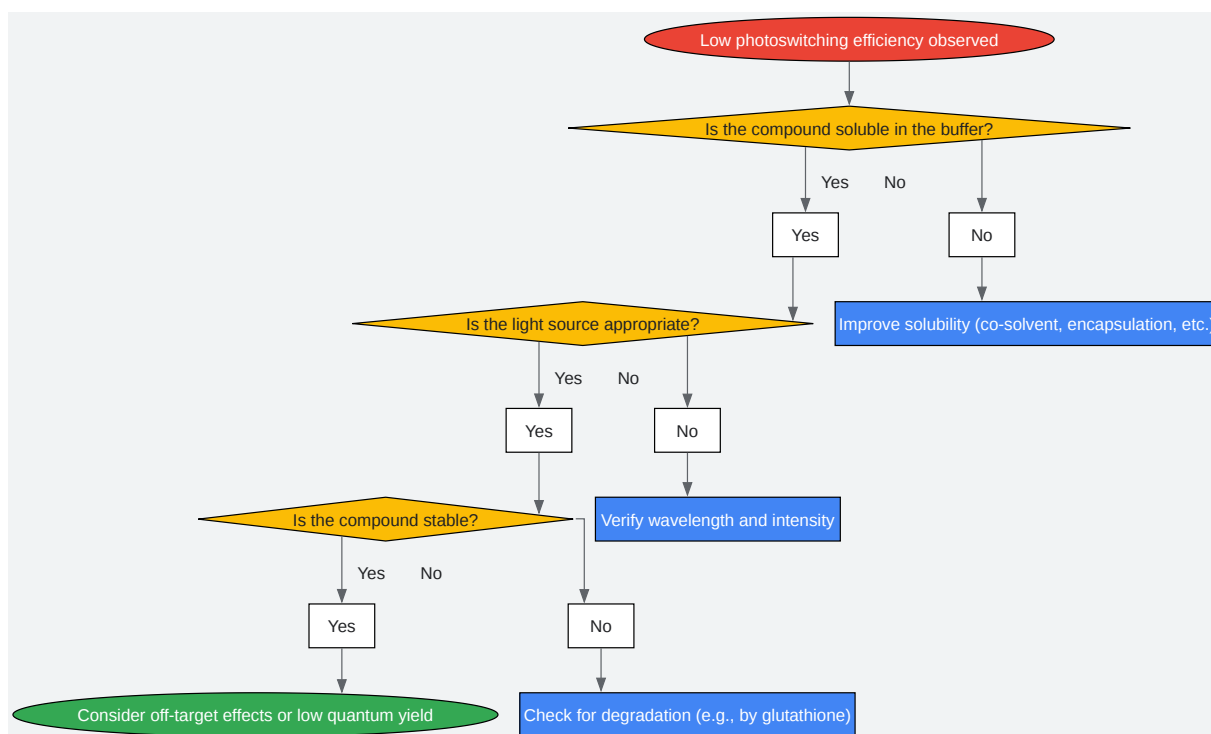 Low photoswitching efficiency observed
Is the compound soluble in the buffer?
Yes No
Yes
No
Is the light source appropriate?
Improve solubility (co-solvent, encapsulation, etc.)
Yes No
Yes
No
Is the compound stable?
Verify wavelength and intensity
Yes No
Yes
No
Consider off-target effects or low quantum yield
Check for degradation (e.g., by glutathione)